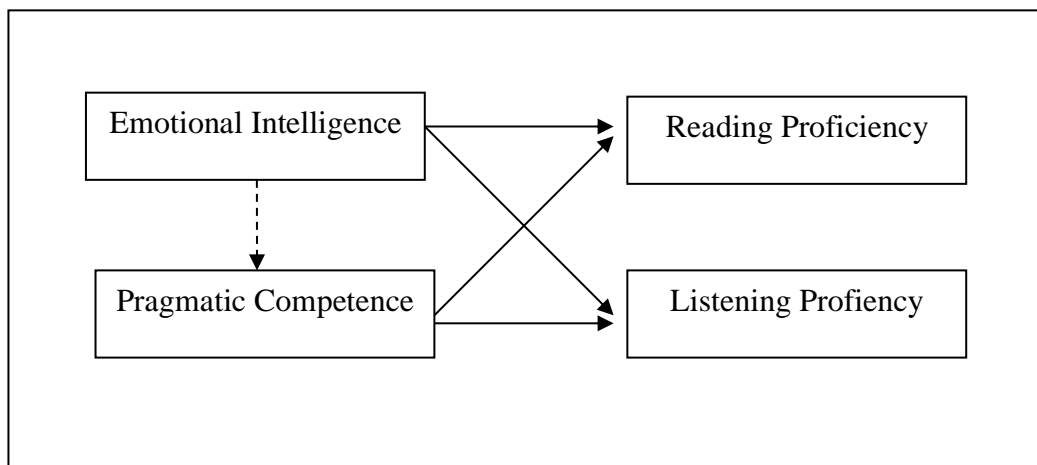 Emotional Intelligence
Reading Proficiency
Pragmatic Competence
Listening Profiency